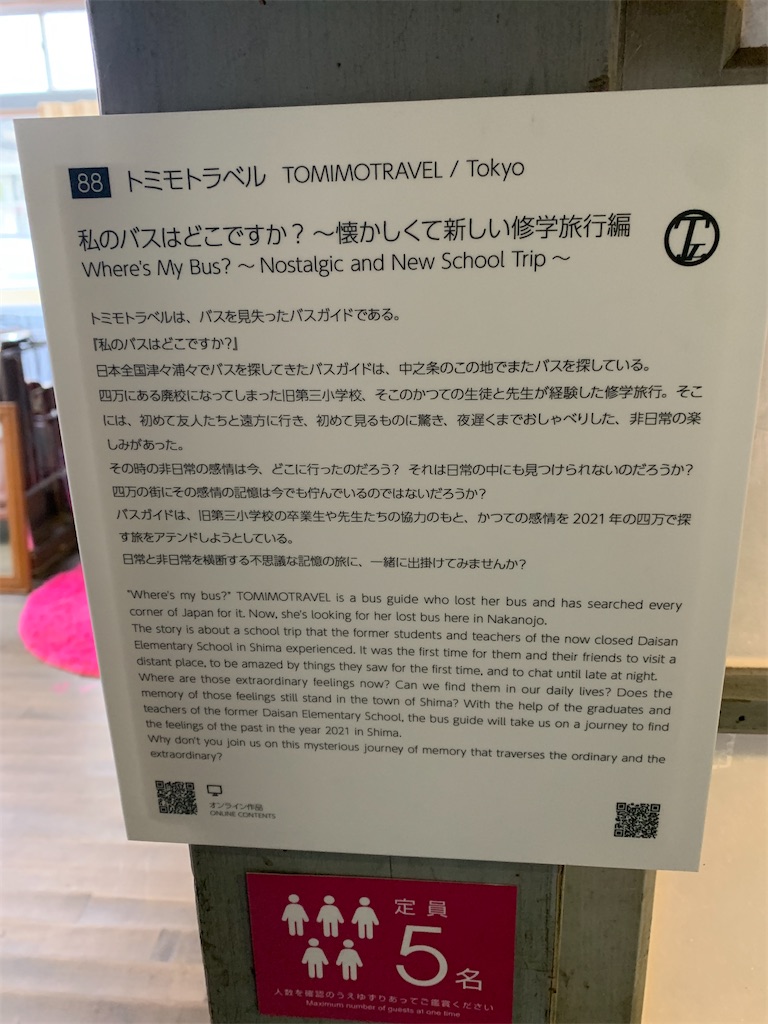 88 トミモトラベル TOMIMOTRAVEL / Tokyo
私のバスはどこですか？ ～懐かしくて新しい修学旅行編
Where's My Bus? ～ Nostalgic and New School Trip ～
トミモトラベルは、バスを見失ったバスガイドである。
『私のバスはどこですか?』
日本全国津々浦々でバスを探してきたバスガイドは、中之条のこの地でまたバスを探している。
四万にある廃校になってしまった旧第三小学校、そこのかつての生徒と先生が経験した修学旅行。そこ
には、初めて友人たちと遠方に行き、初めて見るものに驚き、夜遅くまでおしゃべりした、非日常の楽
しみがあった。
その時の非日常の感情は今、どこに行ったのだろう？ それは日常の中にも見つけられないのだろうか？
四万の街にその感情の記憶は今でも佇んでいるのではないだろうか？
バスガイドは、旧第三小学校の卒業生や先生たちの協力のもと、かつての感情を 2021 年の四万で探
す旅をアテンドしようとしている。
日常と非日常を横断する不思議な記憶の旅に、一緒に出掛けてみませんか？
"Where's my bus?" TOMIMOTRAVEL is a bus guide who lost her bus and has searched every
corner of Japan for it. Now, she's looking for her lost bus here in Nakanojo.
The story is about a school trip that the former students and teachers of the now closed Daisan
Elementary School in Shima experienced. It was the first time for them and their friends to visit a
distant place, to be amazed by things they saw for the first time, and to chat until late at night.
Where are those extraordinary feelings now? Can we find them in our daily lives? Does the
memory of those feelings still stand in the town of Shima? With the help of the graduates and
teachers of the former Daisan Elementary School, the bus guide will take us on a journey to find
the feelings of the past in the year 2021 in Shima.
Why don't you join us on this mysterious journey of memory that traverses the ordinary and the
extraordinary?
オンライン作品
ONLINE CONTENTS
定員
5名
人数を確認のうえゆずりあってご鑑賞ください
Maximum number of guests at one time